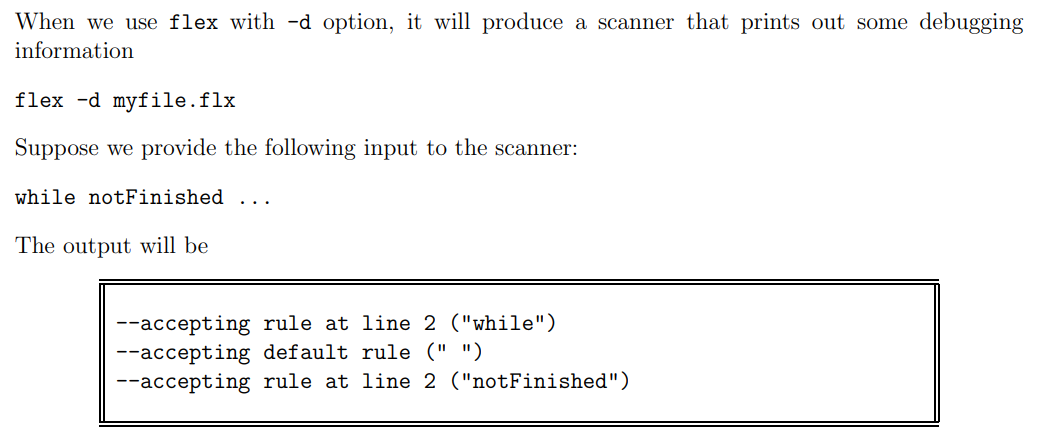 When we use flex with -d option, it will produce a scanner that prints out some debugging
information
flex -d myfile.flx
Suppose we provide the following input to the scanner:
while notFinished ...
The output will be
--accepting rule at line 2 ("while")
--accepting default rule (" ")
--accepting rule at line 2 ("notFinished")